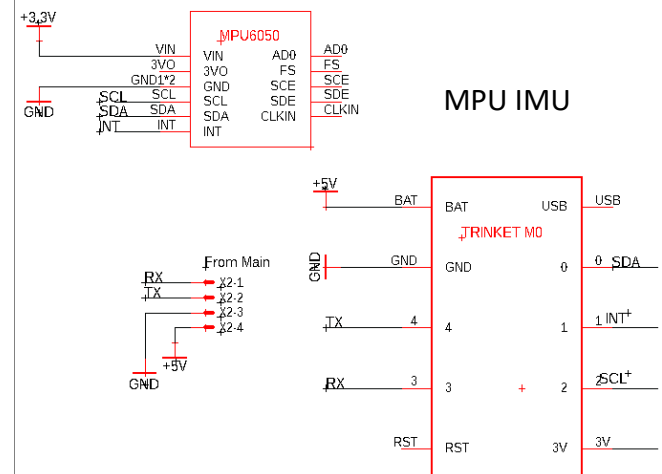 +3.3V
MPU6050
VIN VIN AD0 AD0
3VO 3VO FS FS
GND1*2 GND SCE SCE
SCL SCL SCL SDE SDE
SDA SDA SDA CLKIN CLKIN
INT INT INT
GND
MPU IMU
+5V
BAT BAT USB USB
TRINKET M0
GND GND GND 0 0 SDA
TX 4 4 1 1 INT
RX 3 3 2 2 SCL
RST RST 3V 3V
From Main
RX X2-1
TX X2-2
X2-3
X2-4
+5V
GND